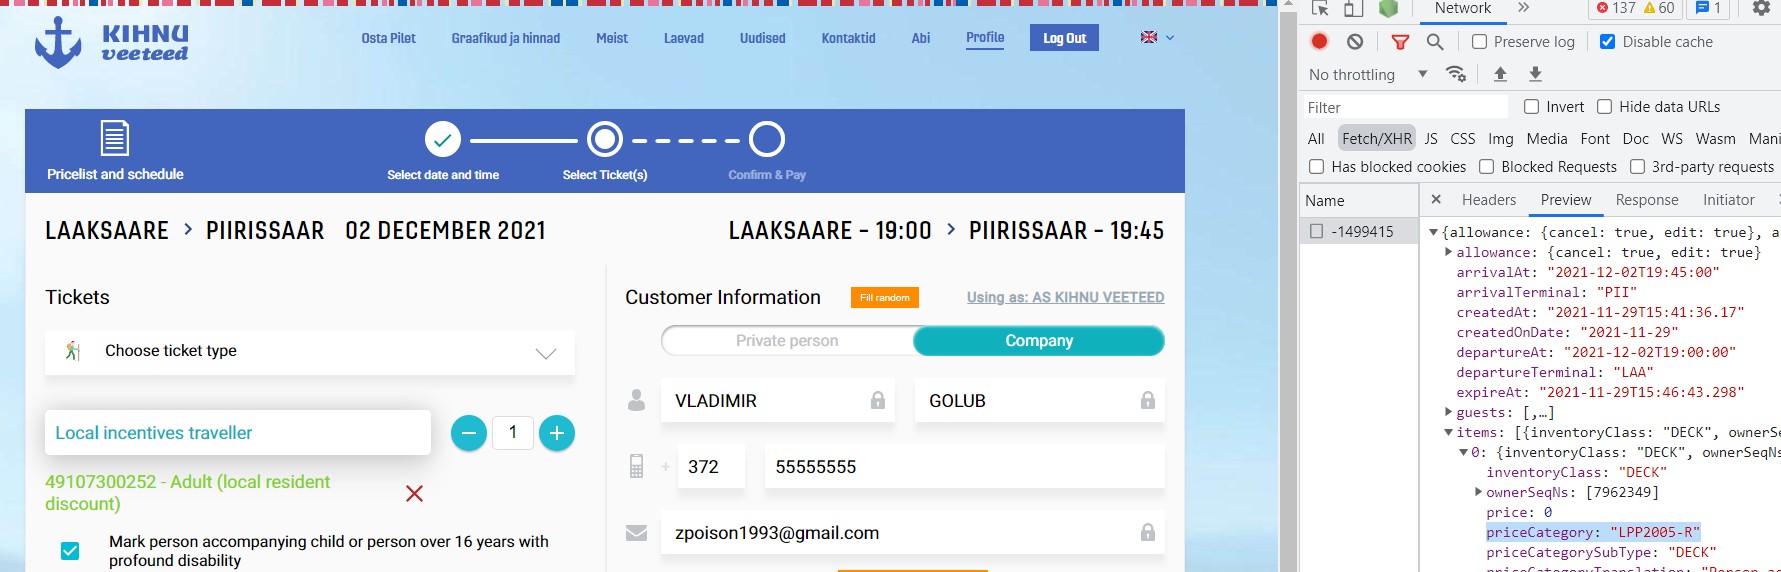 KIHNU
veeteed
Osta Pilet
Graafikud ja hinnad
Meist
Laevad
Uudised
Kontaktid
Abi
Profile
Log Out
Pricelist and schedule
Select date and time
Select Ticket(s)
Confirm & Pay
LAAKSAARE > PIIRISSAAR 02 DECEMBER 2021
LAAKSAARE - 19:00 > PIIRISSAAR - 19:45
Tickets
Choose ticket type
Local incentives traveller
1
49107300252 - Adult (local resident
discount)
Mark person accompanying child or person over 16 years with
profound disability
Customer Information
Fill random
Using as: AS KIHNU VEETEED
Private person
Company
VLADIMIR
GOLUB
+ 372
55555555
zpoison1993@gmail.com
Network
137
60
1
Preserve log
Disable cache
No throttling
Filter
Invert
Hide data URLs
All Fetch/XHR JS CSS Img Media Font Doc WS Wasm Mani
Has blocked cookies
Blocked Requests
3rd-party requests
Name
-1499415
Headers
Preview
Response
Initiator
{allowance: {cancel: true, edit: true}, a
allowance: {cancel: true, edit: true}
arrivalAt: "2021-12-02T19:45:00"
arrivalTerminal: "PII"
createdAt: "2021-11-29T15:41:36.17"
createdOnDate: "2021-11-29"
departureAt: "2021-12-02T19:00:00"
departureTerminal: "LAA"
expireAt: "2021-11-29T15:46:43.298"
guests: [,…]
items: [{inventoryClass: "DECK", ownerSe
0: {inventoryClass: "DECK", ownerSeqNs
inventoryClass: "DECK"
ownerSeqNs: [7962349]
price: 0
priceCategory: "LPP2005-R"
priceCategorySubType: "DECK"